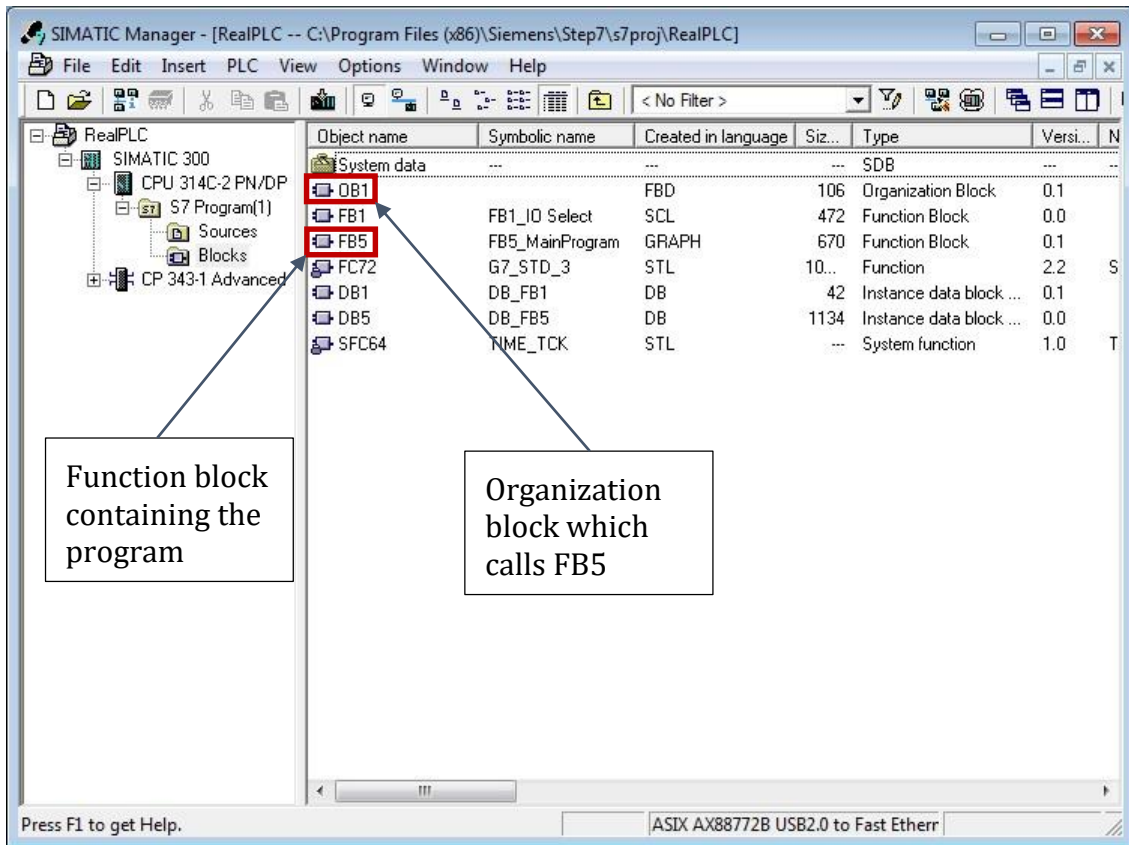 SIMATIC Manager - [RealPLC -- C:\Program Files (x86)\Siemens\Step7\s7proj\RealPLC]
File Edit Insert PLC View Options Window Help
< No Filter >
RealPLC
SIMATIC 300
CPU 314C-2 PN/DP
S7 Program(1)
Sources
Blocks
CP 343-1 Advanced
Object name Symbolic name Created in language Siz... Type Versi... N
System data --- --- --- SDB --- --
OB1 FBD 106 Organization Block 0.1
FB1 FB1_IO Select SCL 472 Function Block 0.0
FB5 FB5_MainProgram GRAPH 670 Function Block 0.1
FC72 G7_STD_3 STL 10... Function 2.2 S
DB1 DB_FB1 DB 42 Instance data block ... 0.1
DB5 DB_FB5 DB 1134 Instance data block ... 0.0
SFC64 TIME_TCK STL --- System function 1.0 T
Function block
containing the
program
Organization
block which
calls FB5
Press F1 to get Help.
ASIX AX88772B USB2.0 to Fast Etherr